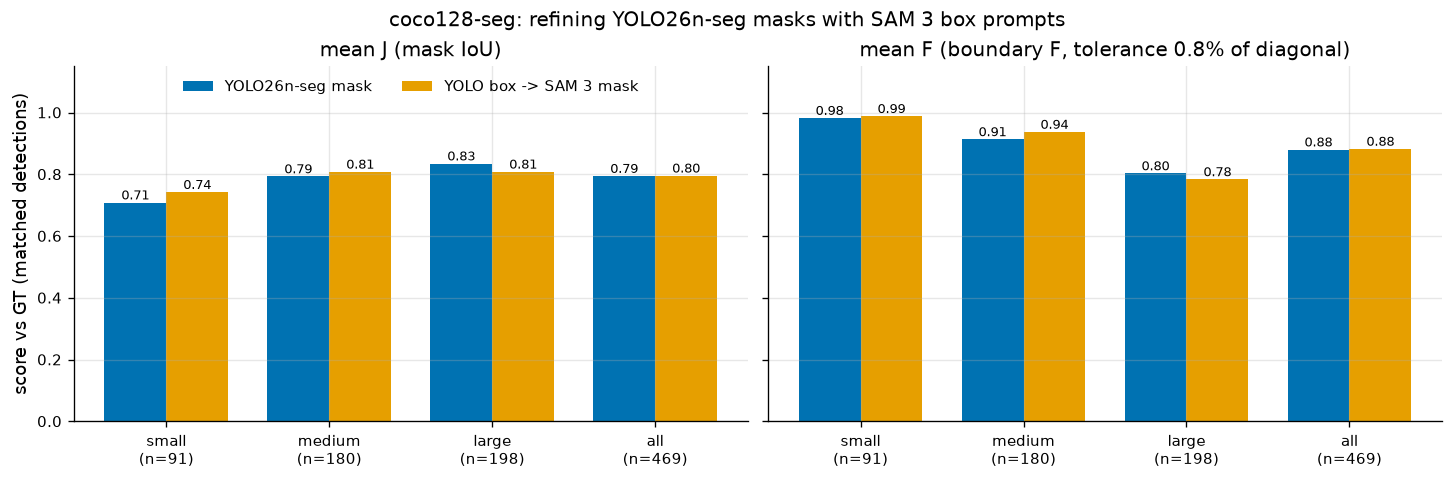 coco128-seg: refining YOLO26n-seg masks with SAM 3 box prompts
mean J (mask IoU)
YOLO26n-seg mask
YOLO box -> SAM 3 mask
score vs GT (matched detections)
1.0
0.8
0.6
0.4
0.2
0.0
0.71
0.74
0.79
0.81
0.83
0.81
0.79
0.80
small
(n=91)
medium
(n=180)
large
(n=198)
all
(n=469)
mean F (boundary F, tolerance 0.8% of diagonal)
0.98
0.99
0.91
0.94
0.80
0.78
0.88
0.88
small
(n=91)
medium
(n=180)
large
(n=198)
all
(n=469)